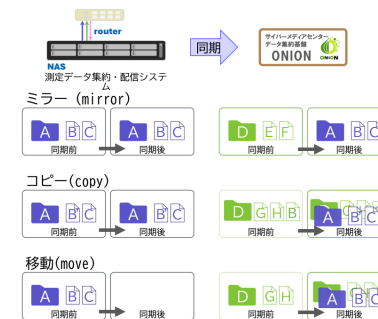 router
NAS
測定データ集約・配信システ
ム
同期
サイバーメディアセンター
データ集約基盤
ONION
ONION
ミラー (mirror)
A B C
同期前
A B C
同期後
D E F
同期前
A B C
同期後
コピー(copy)
A B C
同期前
A B C
同期後
D G H B
同期前
A B C
同期後
移動(move)
A B C
同期前
同期後
D G H
同期前
A B C
同期後